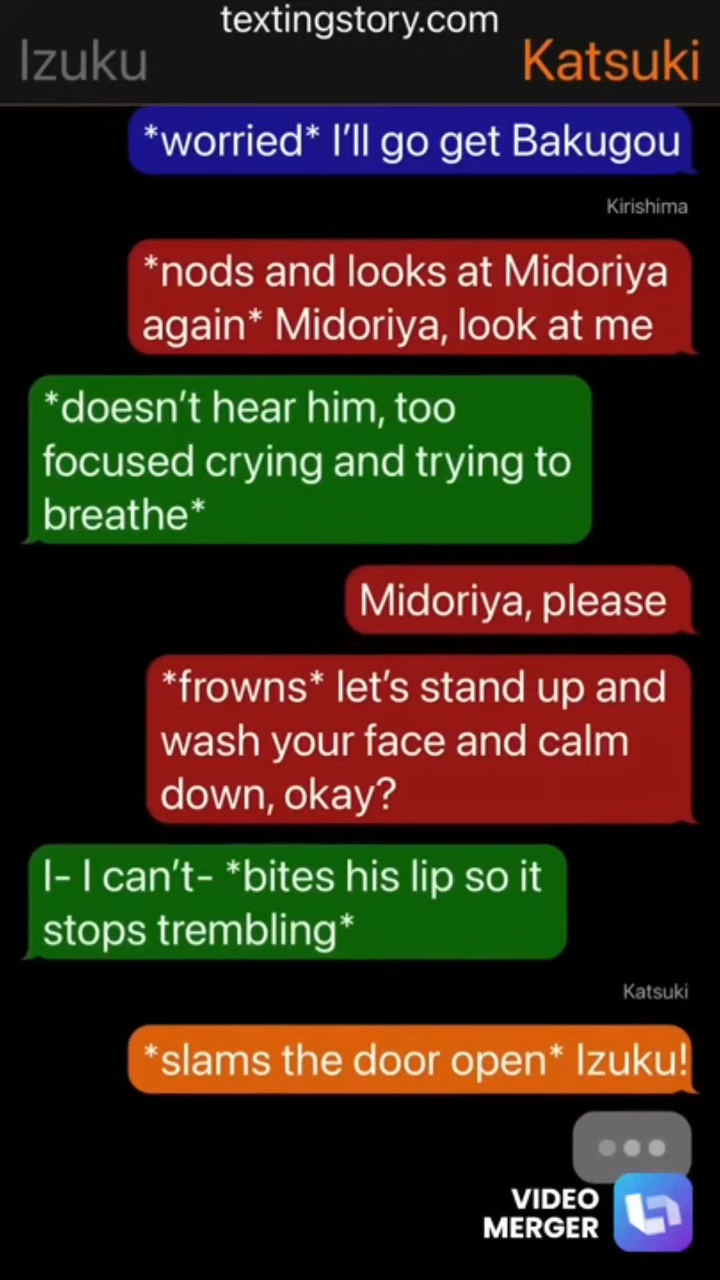 textingstory.com
Izuku
Katsuki
*worried* I'll go get Bakugou
Kirishima
*nods and looks at Midoriya
again* Midoriya, look at me
*doesn't hear him, too
focused crying and trying to
breathe*
Midoriya, please
*frowns* let's stand up and
wash your face and calm
down, okay?
I- I can't- *bites his lip so it
stops trembling*
Katsuki
*slams the door open* Izuku!
VIDEO
MERGER